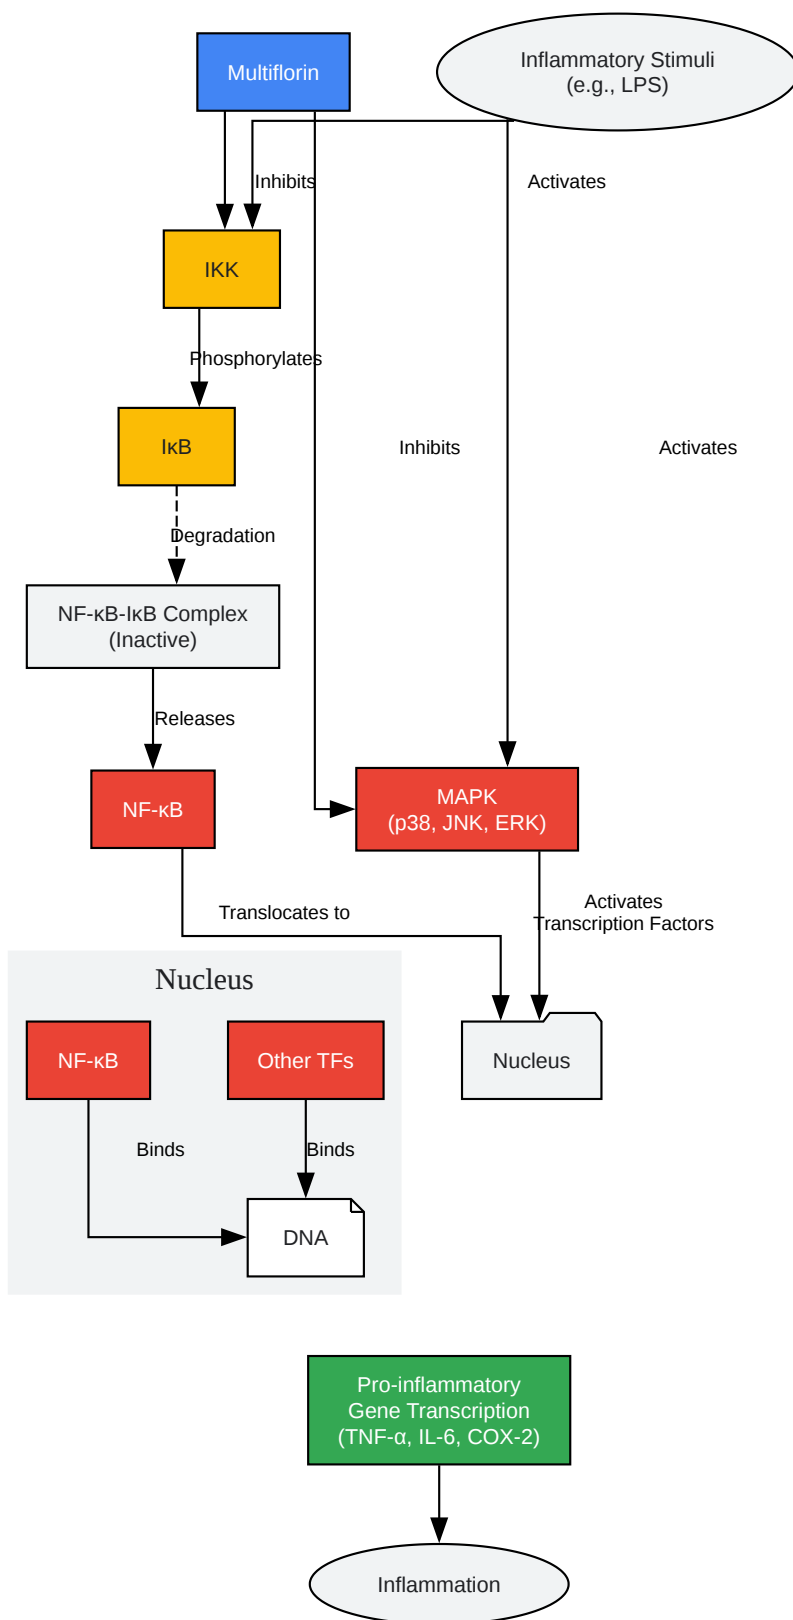 Multiflorin
Inflammatory Stimuli
(e.g., LPS)
Inhibits
Activates
IKK
Phosphorylates
IκB
Inhibits
Activates
Degradation
NF-κB-IκB Complex
(Inactive)
Releases
NF-κB
MAPK
(p38, JNK, ERK)
Translocates to
Activates
Transcription Factors
Nucleus
NF-κB
Other TFs
Nucleus
Binds
Binds
DNA
Pro-inflammatory
Gene Transcription
(TNF-α, IL-6, COX-2)
Inflammation